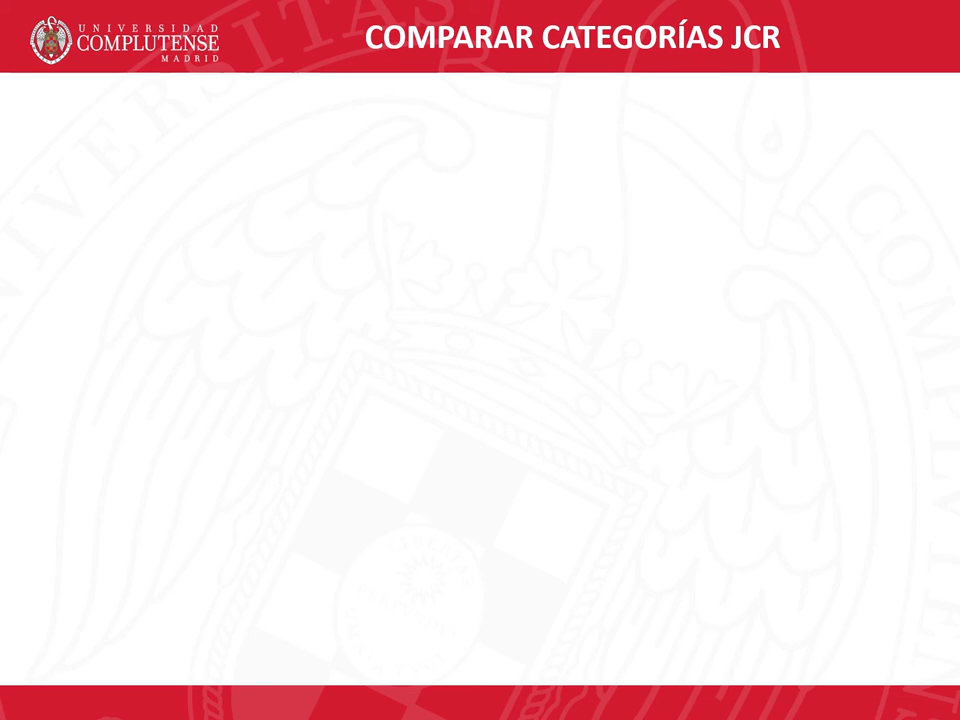 UNIVERSIDAD
COMPLUTENSE
MADRID
COMPARAR CATEGORÍAS JCR